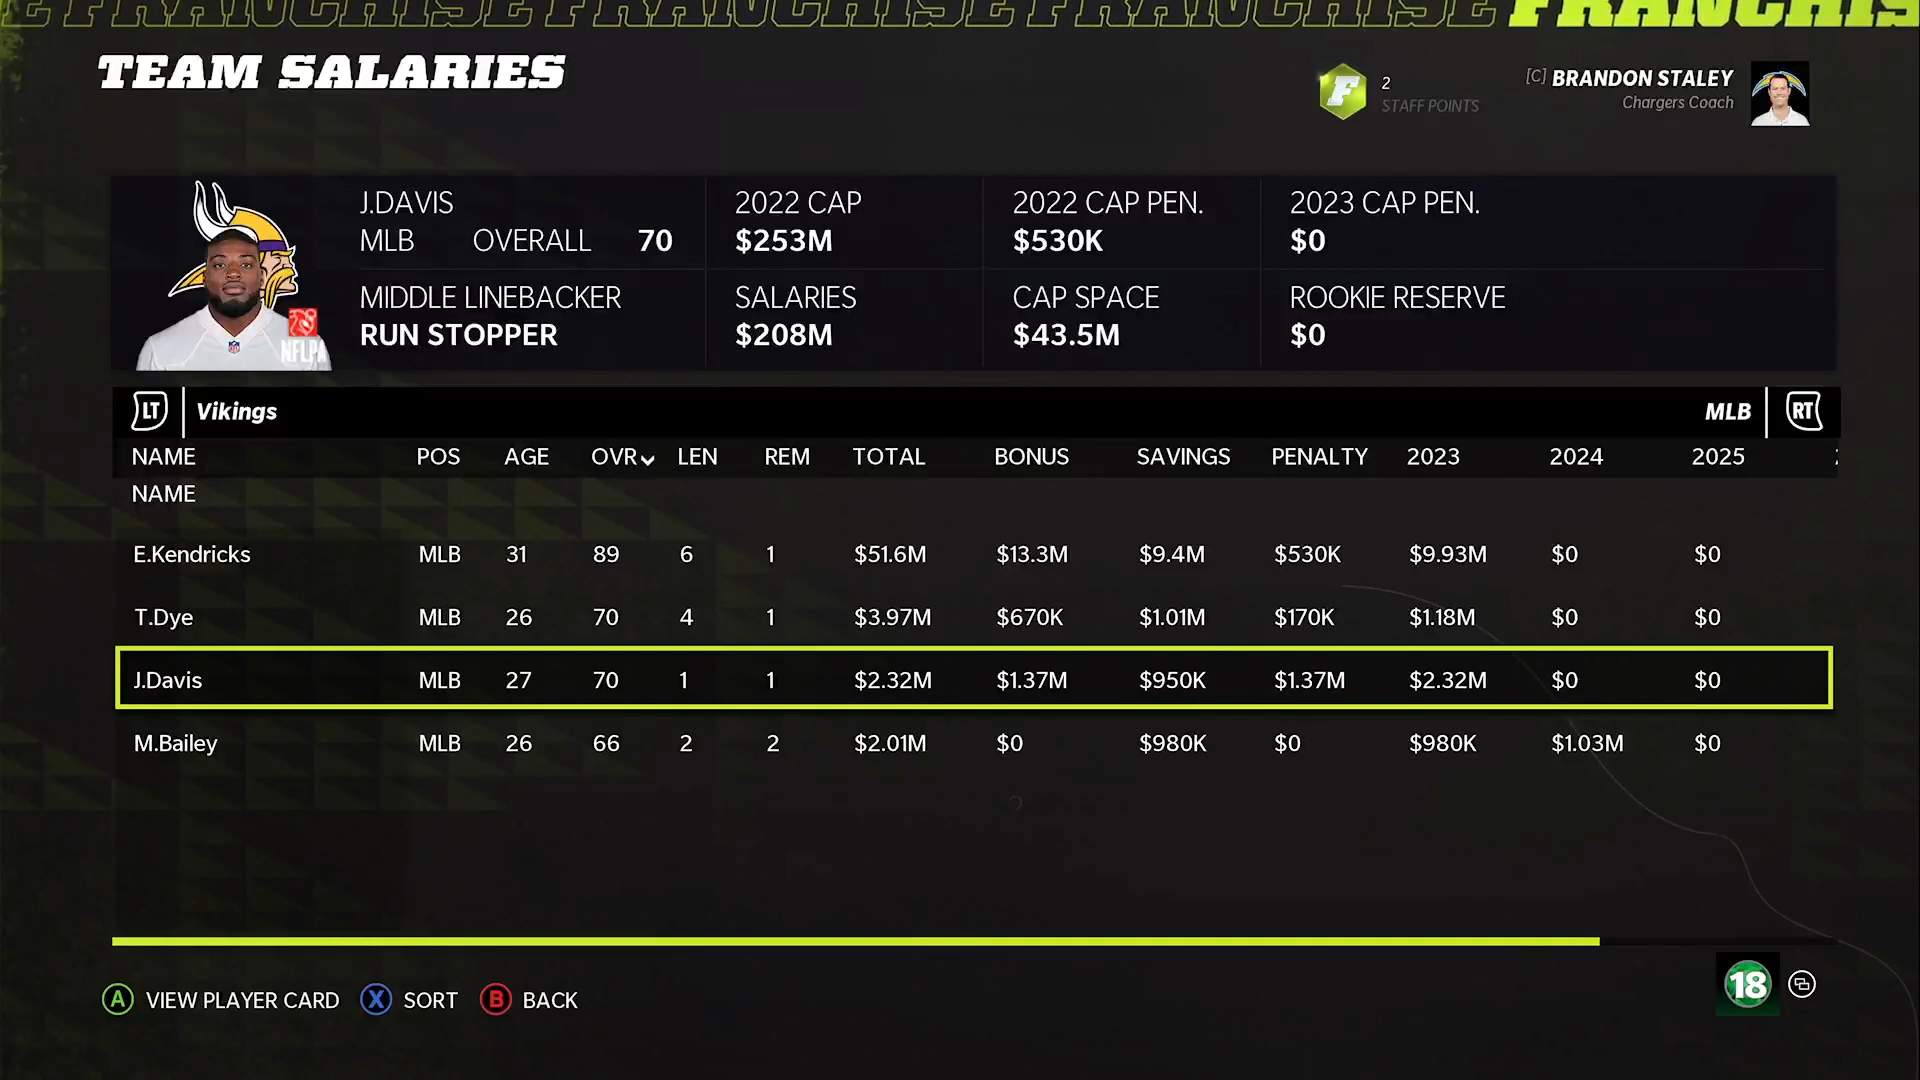 FRANCHISE FRANCHISE FRANCHISE FRANCHIS
TEAM SALARIES
2
STAFF POINTS
[C] BRANDON STALEY
Chargers Coach
J.DAVIS
MLB OVERALL 70
MIDDLE LINEBACKER
RUN STOPPER
NFLPA
2022 CAP
$253M
SALARIES
$208M
2022 CAP PEN.
$530K
CAP SPACE
$43.5M
2023 CAP PEN.
$0
ROOKIE RESERVE
$0
LT Vikings MLB RT
NAME POS AGE OVR LEN REM TOTAL BONUS SAVINGS PENALTY 2023 2024 2025
NAME
E.Kendricks MLB 31 89 6 1 $51.6M $13.3M $9.4M $530K $9.93M $0 $0
T.Dye MLB 26 70 4 1 $3.97M $670K $1.01M $170K $1.18M $0 $0
J.Davis MLB 27 70 1 1 $2.32M $1.37M $950K $1.37M $2.32M $0 $0
M.Bailey MLB 26 66 2 2 $2.01M $0 $980K $0 $980K $1.03M $0
A VIEW PLAYER CARD X SORT B BACK
18